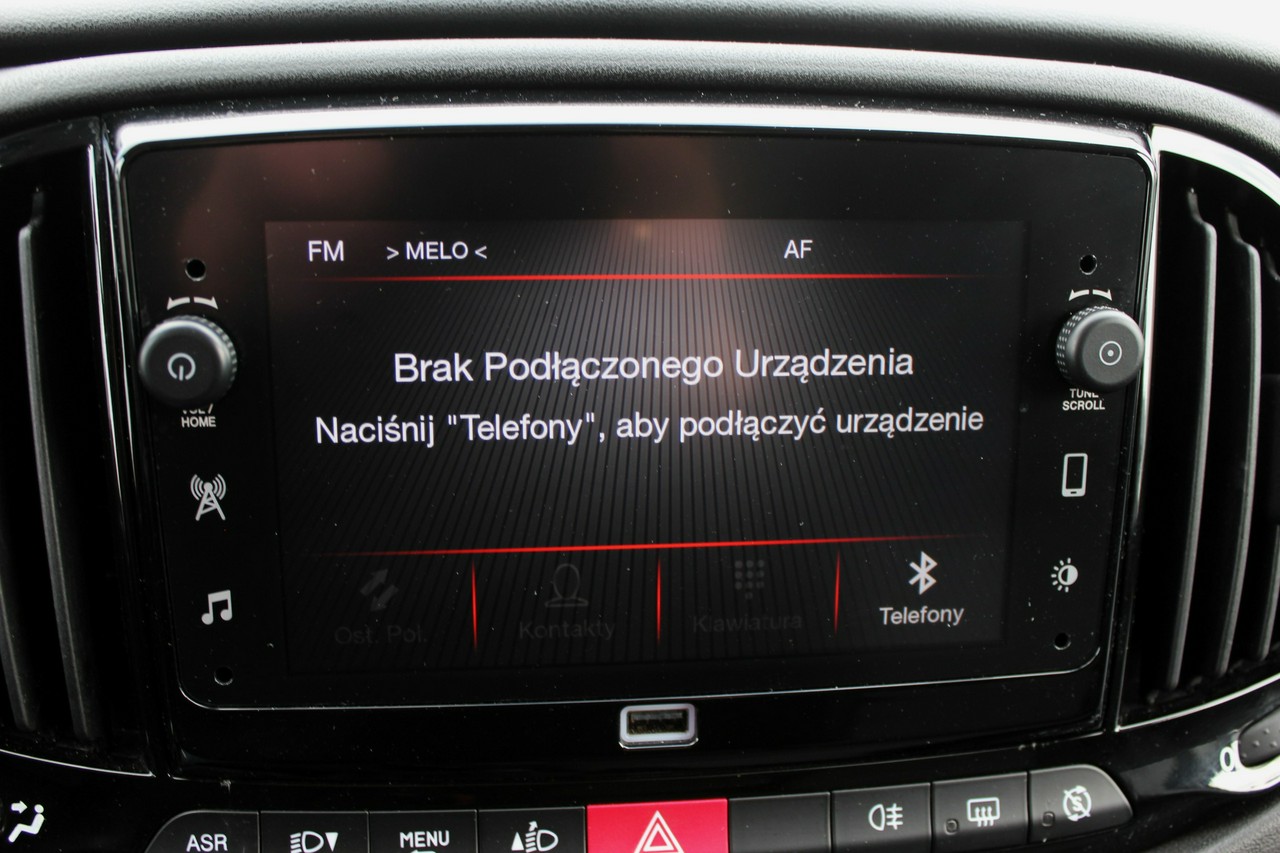 FM > MELO < AF
Brak Podłączonego Urządzenia
Naciśnij "Telefony", aby podłączyć urządzenie
Ost. Poł.
Kontakty
Klawiatura
Telefony
VOL /
HOME
TUNE
SCROLL
ASR
MENU